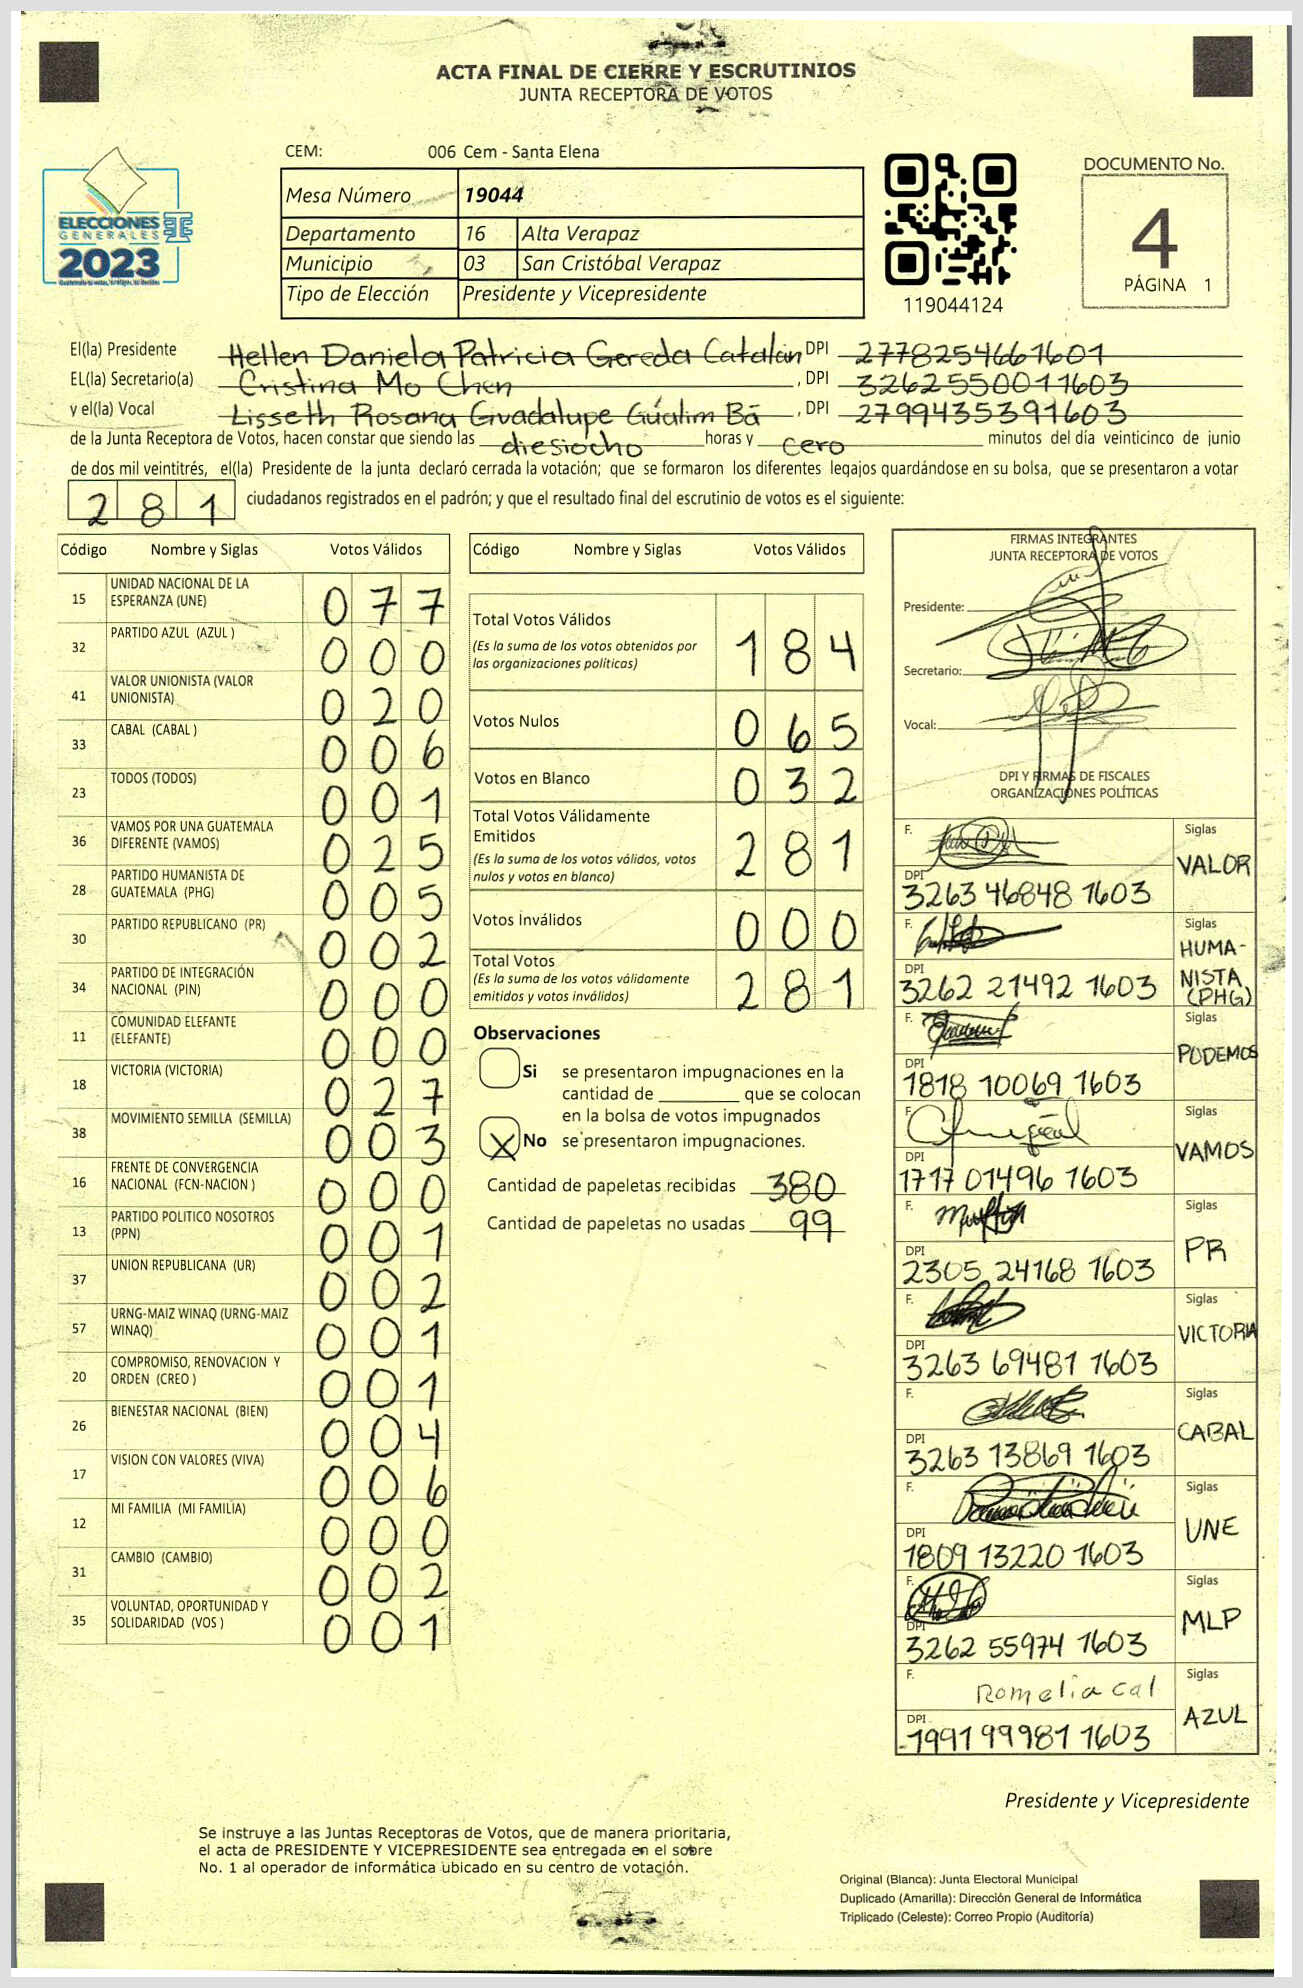 ACTA FINAL DE CIERRE Y ESCRUTINIOS
JUNTA RECEPTORA DE VOTOS
CEM: 006 Cem - Santa Elena
ELECCIONES
GENERALES
2023
Mesa Número 19044
Departamento 16 Alta Verapaz
Municipio 03 San Cristóbal Verapaz
Tipo de Elección Presidente y Vicepresidente
119044124
DOCUMENTO No.
4
PÁGINA 1
El(la) Presidente Hellen Daniela Patricia Gereda Catalán DPI 2778254661601
EL(la) Secretario(a) Cristina Mo Chen , DPI 3262550011603
y el(la) Vocal Lisseth Rosana Guadalupe Gúalim Bā , DPI 2799435391603
de la Junta Receptora de Votos, hacen constar que siendo las diesiocho horas y cero minutos del día veinticinco de junio
de dos mil veintitrés, el(la) Presidente de la junta declaró cerrada la votación; que se formaron los diferentes legajos quardándose en su bolsa, que se presentaron a votar
281 ciudadanos registrados en el padrón; y que el resultado final del escrutinio de votos es el siguiente:
Código Nombre y Siglas Votos Válidos
15 UNIDAD NACIONAL DE LA ESPERANZA (UNE) 077
32 PARTIDO AZUL (AZUL ) 000
41 VALOR UNIONISTA (VALOR UNIONISTA) 020
33 CABAL (CABAL ) 006
23 TODOS (TODOS) 001
36 VAMOS POR UNA GUATEMALA DIFERENTE (VAMOS) 025
28 PARTIDO HUMANISTA DE GUATEMALA (PHG) 005
30 PARTIDO REPUBLICANO (PR) 002
34 PARTIDO DE INTEGRACIÓN NACIONAL (PIN) 000
11 COMUNIDAD ELEFANTE (ELEFANTE) 000
18 VICTORIA (VICTORIA) 027
38 MOVIMIENTO SEMILLA (SEMILLA) 003
16 FRENTE DE CONVERGENCIA NACIONAL (FCN-NACION ) 000
13 PARTIDO POLITICO NOSOTROS (PPN) 001
37 UNION REPUBLICANA (UR) 002
57 URNG-MAIZ WINAQ (URNG-MAIZ WINAQ) 001
20 COMPROMISO, RENOVACION Y ORDEN (CREO ) 001
26 BIENESTAR NACIONAL (BIEN) 004
17 VISION CON VALORES (VIVA) 006
12 MI FAMILIA (MI FAMILIA) 000
31 CAMBIO (CAMBIO) 002
35 VOLUNTAD, OPORTUNIDAD Y SOLIDARIDAD (VOS ) 001
Código Nombre y Siglas Votos Válidos
Total Votos Válidos 184
(Es la suma de los votos obtenidos por
las organizaciones políticas)
Votos Nulos 065
Votos en Blanco 032
Total Votos Válidamente
Emitidos 281
(Es la suma de los votos válidos, votos
nulos y votos en blanco)
Votos Inválidos 000
Total Votos 281
(Es la suma de los votos válidamente
emitidos y votos inválidos)
Observaciones
Si se presentaron impugnaciones en la
cantidad de ________ que se colocan
en la bolsa de votos impugnados
X No se presentaron impugnaciones.
Cantidad de papeletas recibidas 380
Cantidad de papeletas no usadas 99
FIRMAS INTEGRANTES
JUNTA RECEPTORA DE VOTOS
Presidente:
Secretario:
Vocal:
DPI Y FIRMAS DE FISCALES
ORGANIZACIONES POLÍTICAS
F. Siglas
VALOR
DPI 3263 46848 1603
F. Siglas
HUMA-
NISTA
(PHG)
DPI 3262 21492 1603
F. Siglas
PODEMOS
DPI 1818 10069 1603
F. Siglas
VAMOS
DPI 1717 01496 1603
F. Siglas
PR
DPI 2305 24168 1603
F. Siglas
VICTORIA
DPI 3263 69481 1603
F. Siglas
CABAL
DPI 3263 13869 1603
F. Siglas
UNE
DPI 1809 13220 1603
F. Siglas
MLP
DPI 3262 55974 1603
F. Romelia cal Siglas
AZUL
DPI 1991 99981 1603
Presidente y Vicepresidente
Se instruye a las Juntas Receptoras de Votos, que de manera prioritaria,
el acta de PRESIDENTE Y VICEPRESIDENTE sea entregada en el sobre
No. 1 al operador de informática ubicado en su centro de votación.
Original (Blanca): Junta Electoral Municipal
Duplicado (Amarilla): Dirección General de Informática
Triplicado (Celeste): Correo Propio (Auditoría)